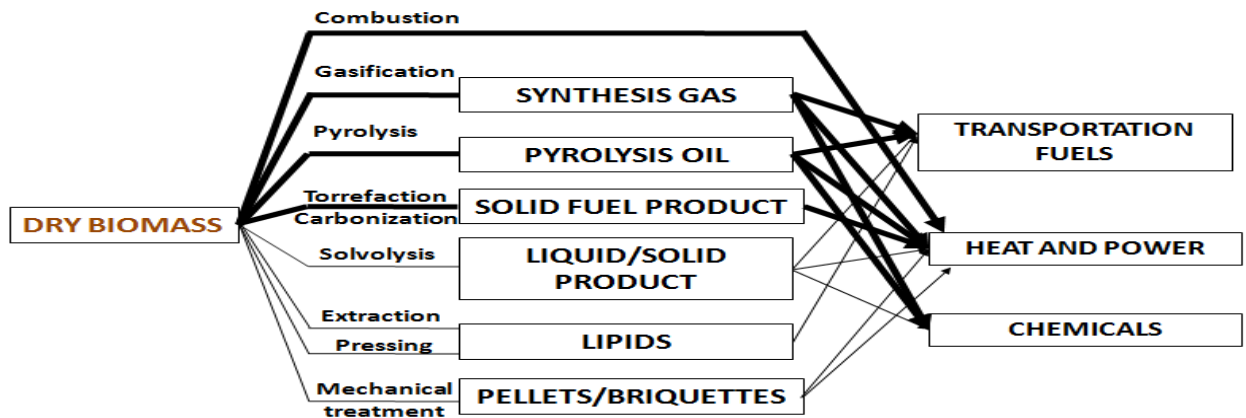 Combustion
Gasification
SYNTHESIS GAS
TRANSPORTATION
FUELS
Pyrolysis
PYROLYSIS OIL
Torrefaction
Carbonization
SOLID FUEL PRODUCT
DRY BIOMASS
HEAT AND POWER
Solvolysis
LIQUID/SOLID
PRODUCT
Extraction
Pressing
LIPIDS
CHEMICALS
Mechanical
treatment
PELLETS/BRIQUETTES